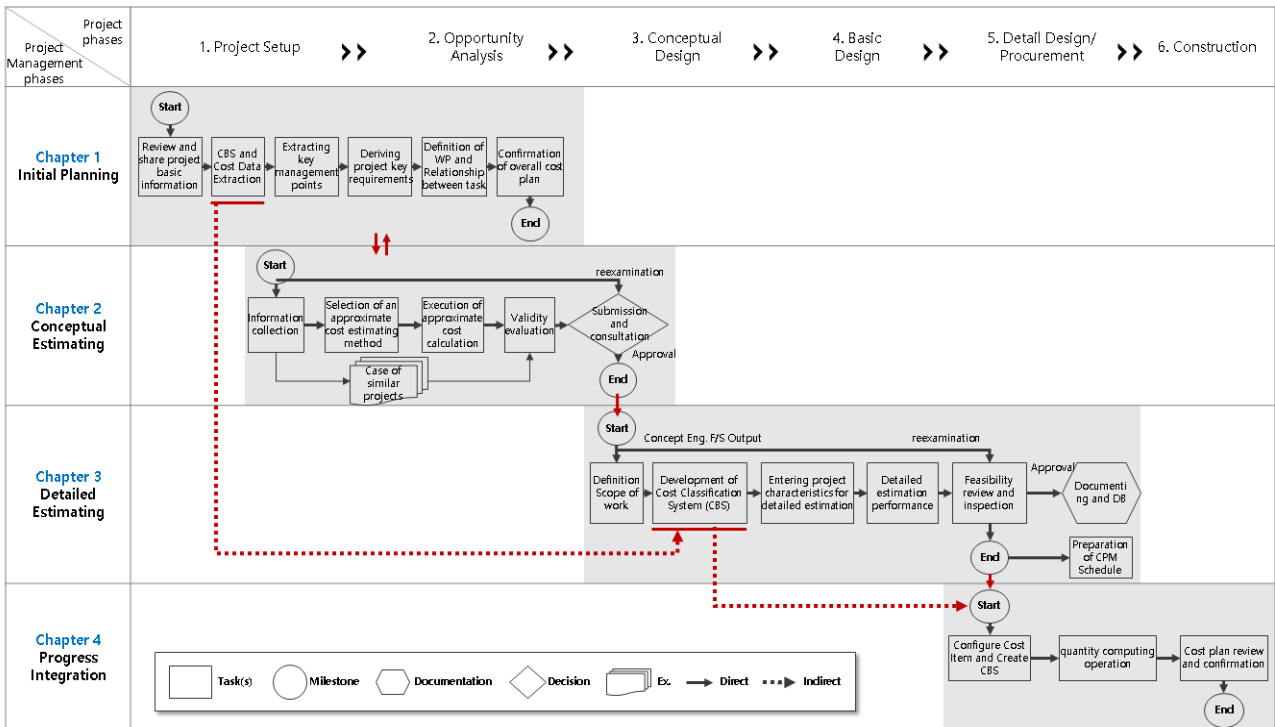 Project
phases
Project
Management
phases
1. Project Setup
2. Opportunity
Analysis
3. Conceptual
Design
4. Basic
Design
5. Detail Design/
Procurement
6. Construction
Chapter 1
Initial Planning
Start
Review and
share project
basic
information
CBS and
Cost Data
Extraction
Extracting
key
management
points
Deriving
project key
requirements
Definition of
WP and
Relationship
between task
Confirmation
of overall cost
plan
End
Chapter 2
Conceptual
Estimating
Start
reexamination
Information
collection
Selection of an
approximate
cost estimating
method
Execution of
approximate
cost
calculation
Validity
evaluation
Submission
and
consultation
Approval
Case of
similar
projects
End
Chapter 3
Detailed
Estimating
Start
Concept Eng. F/S Output
reexamination
Definition
Scope of
work
Development of
Cost Classification
System (CBS)
Entering project
characteristics for
detailed estimation
Detailed
estimation
performance
Feasibility
review and
inspection
Approval
Documenti
ng and DB
End
Preparation
of CPM
Schedule
Chapter 4
Progress
Integration
Start
Configure Cost
Item and Create
CBS
quantity computing
operation
Cost plan review
and confirmation
End
Task(s)
Milestone
Documentation
Decision
Ex.
Direct
Indirect